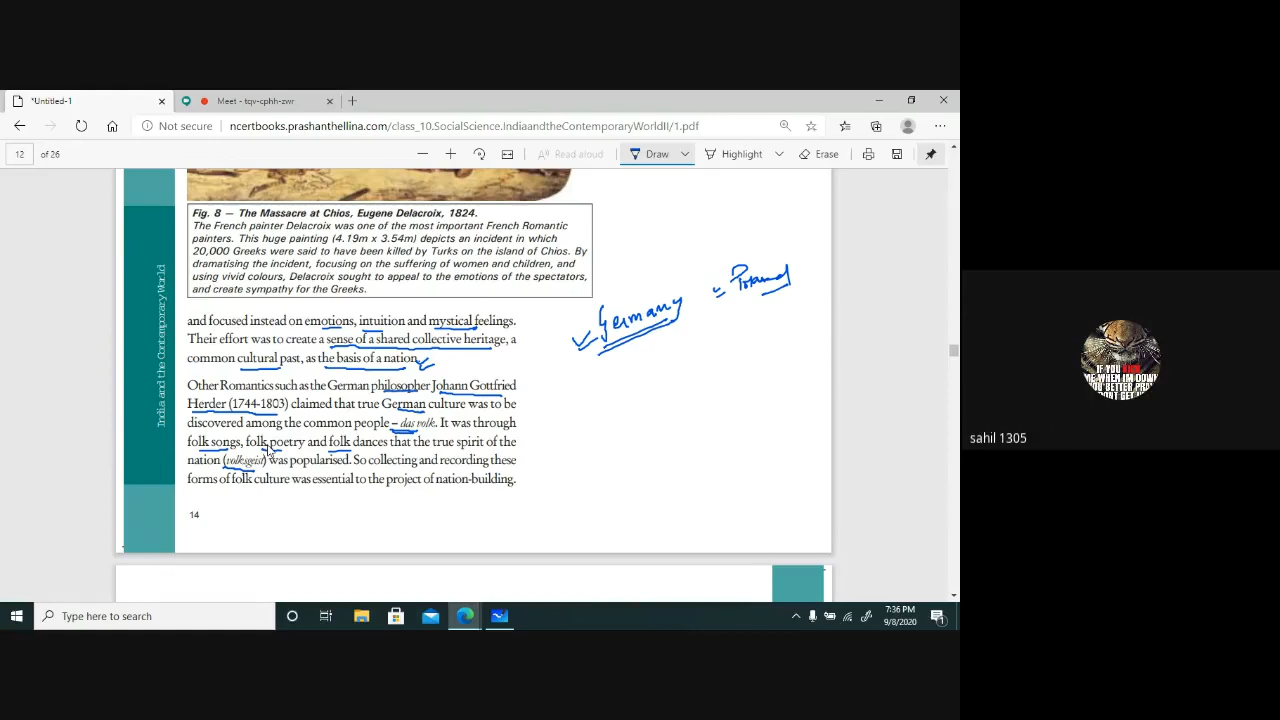 *Untitled-1
Meet - tqv-cphh-zwr
Not secure
ncertbooks.prashanthellina.com/class_10.SocialScience.IndiaandtheContemporaryWorldII/1.pdf
12 of 26
Read aloud
Draw
Highlight
Erase
India and the Contemporary World
Fig. 8 — The Massacre at Chios, Eugene Delacroix, 1824.
The French painter Delacroix was one of the most important French Romantic
painters. This huge painting (4.19m x 3.54m) depicts an incident in which
20,000 Greeks were said to have been killed by Turks on the island of Chios. By
dramatising the incident, focusing on the suffering of women and children, and
using vivid colours, Delacroix sought to appeal to the emotions of the spectators,
and create sympathy for the Greeks.
and focused instead on emotions, intuition and mystical feelings.
Their effort was to create a sense of a shared collective heritage, a
common cultural past, as the basis of a nation.
Other Romantics such as the German philosopher Johann Gottfried
Herder (1744-1803) claimed that true German culture was to be
discovered among the common people – das volk. It was through
folk songs, folk poetry and folk dances that the true spirit of the
nation (volksgeist) was popularised. So collecting and recording these
forms of folk culture was essential to the project of nation-building.
14
Germany
IF YOU
ME WHEN IM DOWN
YOU BETTER
DONT GET
sahil 1305
Type here to search
7:36 PM
9/8/2020
1